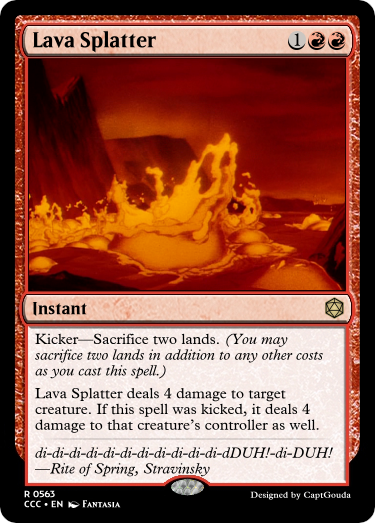 Lava Splatter 1
Instant
Kicker—Sacrifice two lands. (You may
sacrifice two lands in addition to any other costs
as you cast this spell.)
Lava Splatter deals 4 damage to target
creature. If this spell was kicked, it deals 4
damage to that creature's controller as well.
di-di-di-di-di-di-di-di-di-di-dDUH!-di-DUH!
—Rite of Spring, Stravinsky
R 0563
Designed by CaptGouda
CCC • EN FANTASIA